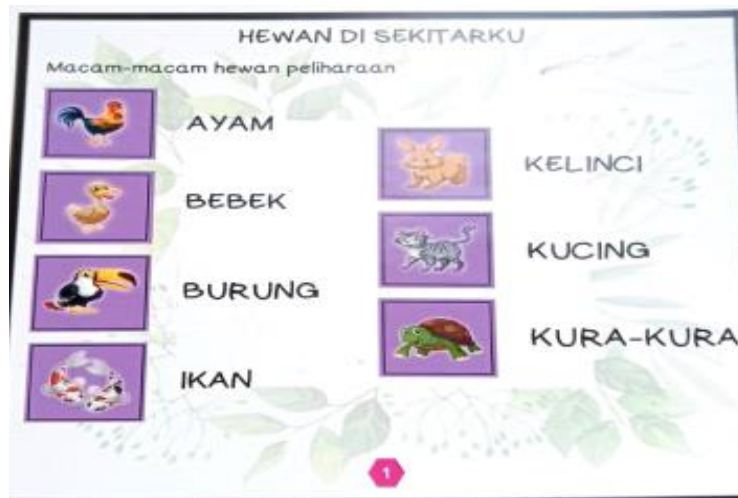 HEWAN DI SEKITARKU
Macam-macam hewan peliharaan
AYAM
BEBEK
BURUNG
IKAN
KELINCI
KUCING
KURA-KURA
1